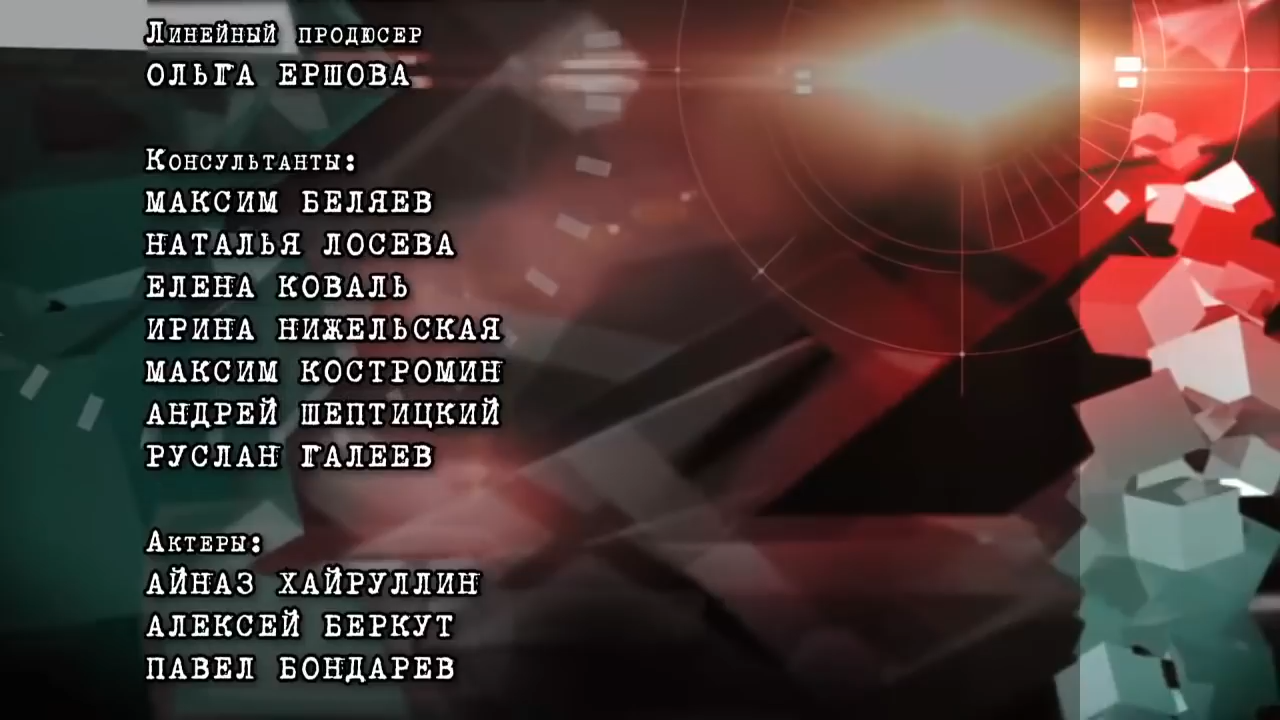 Линейный продюсер
ОЛЬГА ЕРШОВА
Консультанты:
МАКСИМ БЕЛЯЕВ
НАТАЛЬЯ ЛОСЕВА
ЕЛЕНА КОВАЛЬ
ИРИНА НИЖЕЛЬСКАЯ
МАКСИМ КОСТРОМИН
АНДРЕЙ ШЕПТИЦКИЙ
РУСЛАН ГАЛЕЕВ
Актеры:
АЙНАЗ ХАЙРУЛЛИН
АЛЕКСЕЙ БЕРКУТ
ПАВЕЛ БОНДАРЕВ